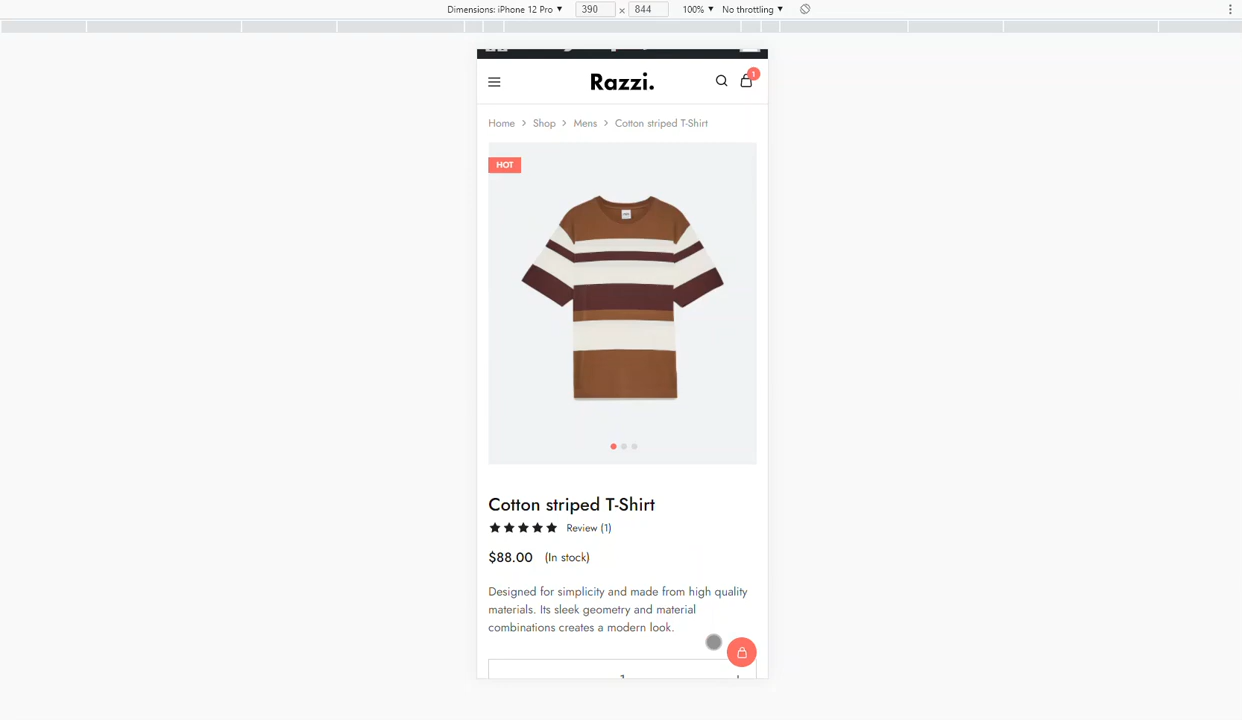 Dimensions: iPhone 12 Pro ▼ 390 × 844 100% ▼ No throttling ▼
Razzi.
1
Home > Shop > Mens > Cotton striped T-Shirt
HOT
Cotton striped T-Shirt
Review (1)
$88.00 (In stock)
Designed for simplicity and made from high quality
materials. Its sleek geometry and material
combinations creates a modern look.